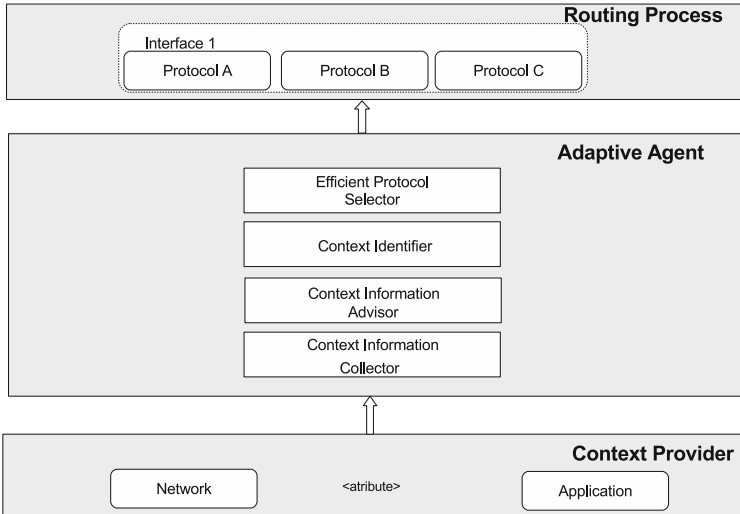 Routing Process
Interface 1
Protocol A
Protocol B
Protocol C
Adaptive Agent
Efficient Protocol
Selector
Context Identifier
Context Information
Advisor
Context Information
Collector
Context Provider
Network
<atribute>
Application